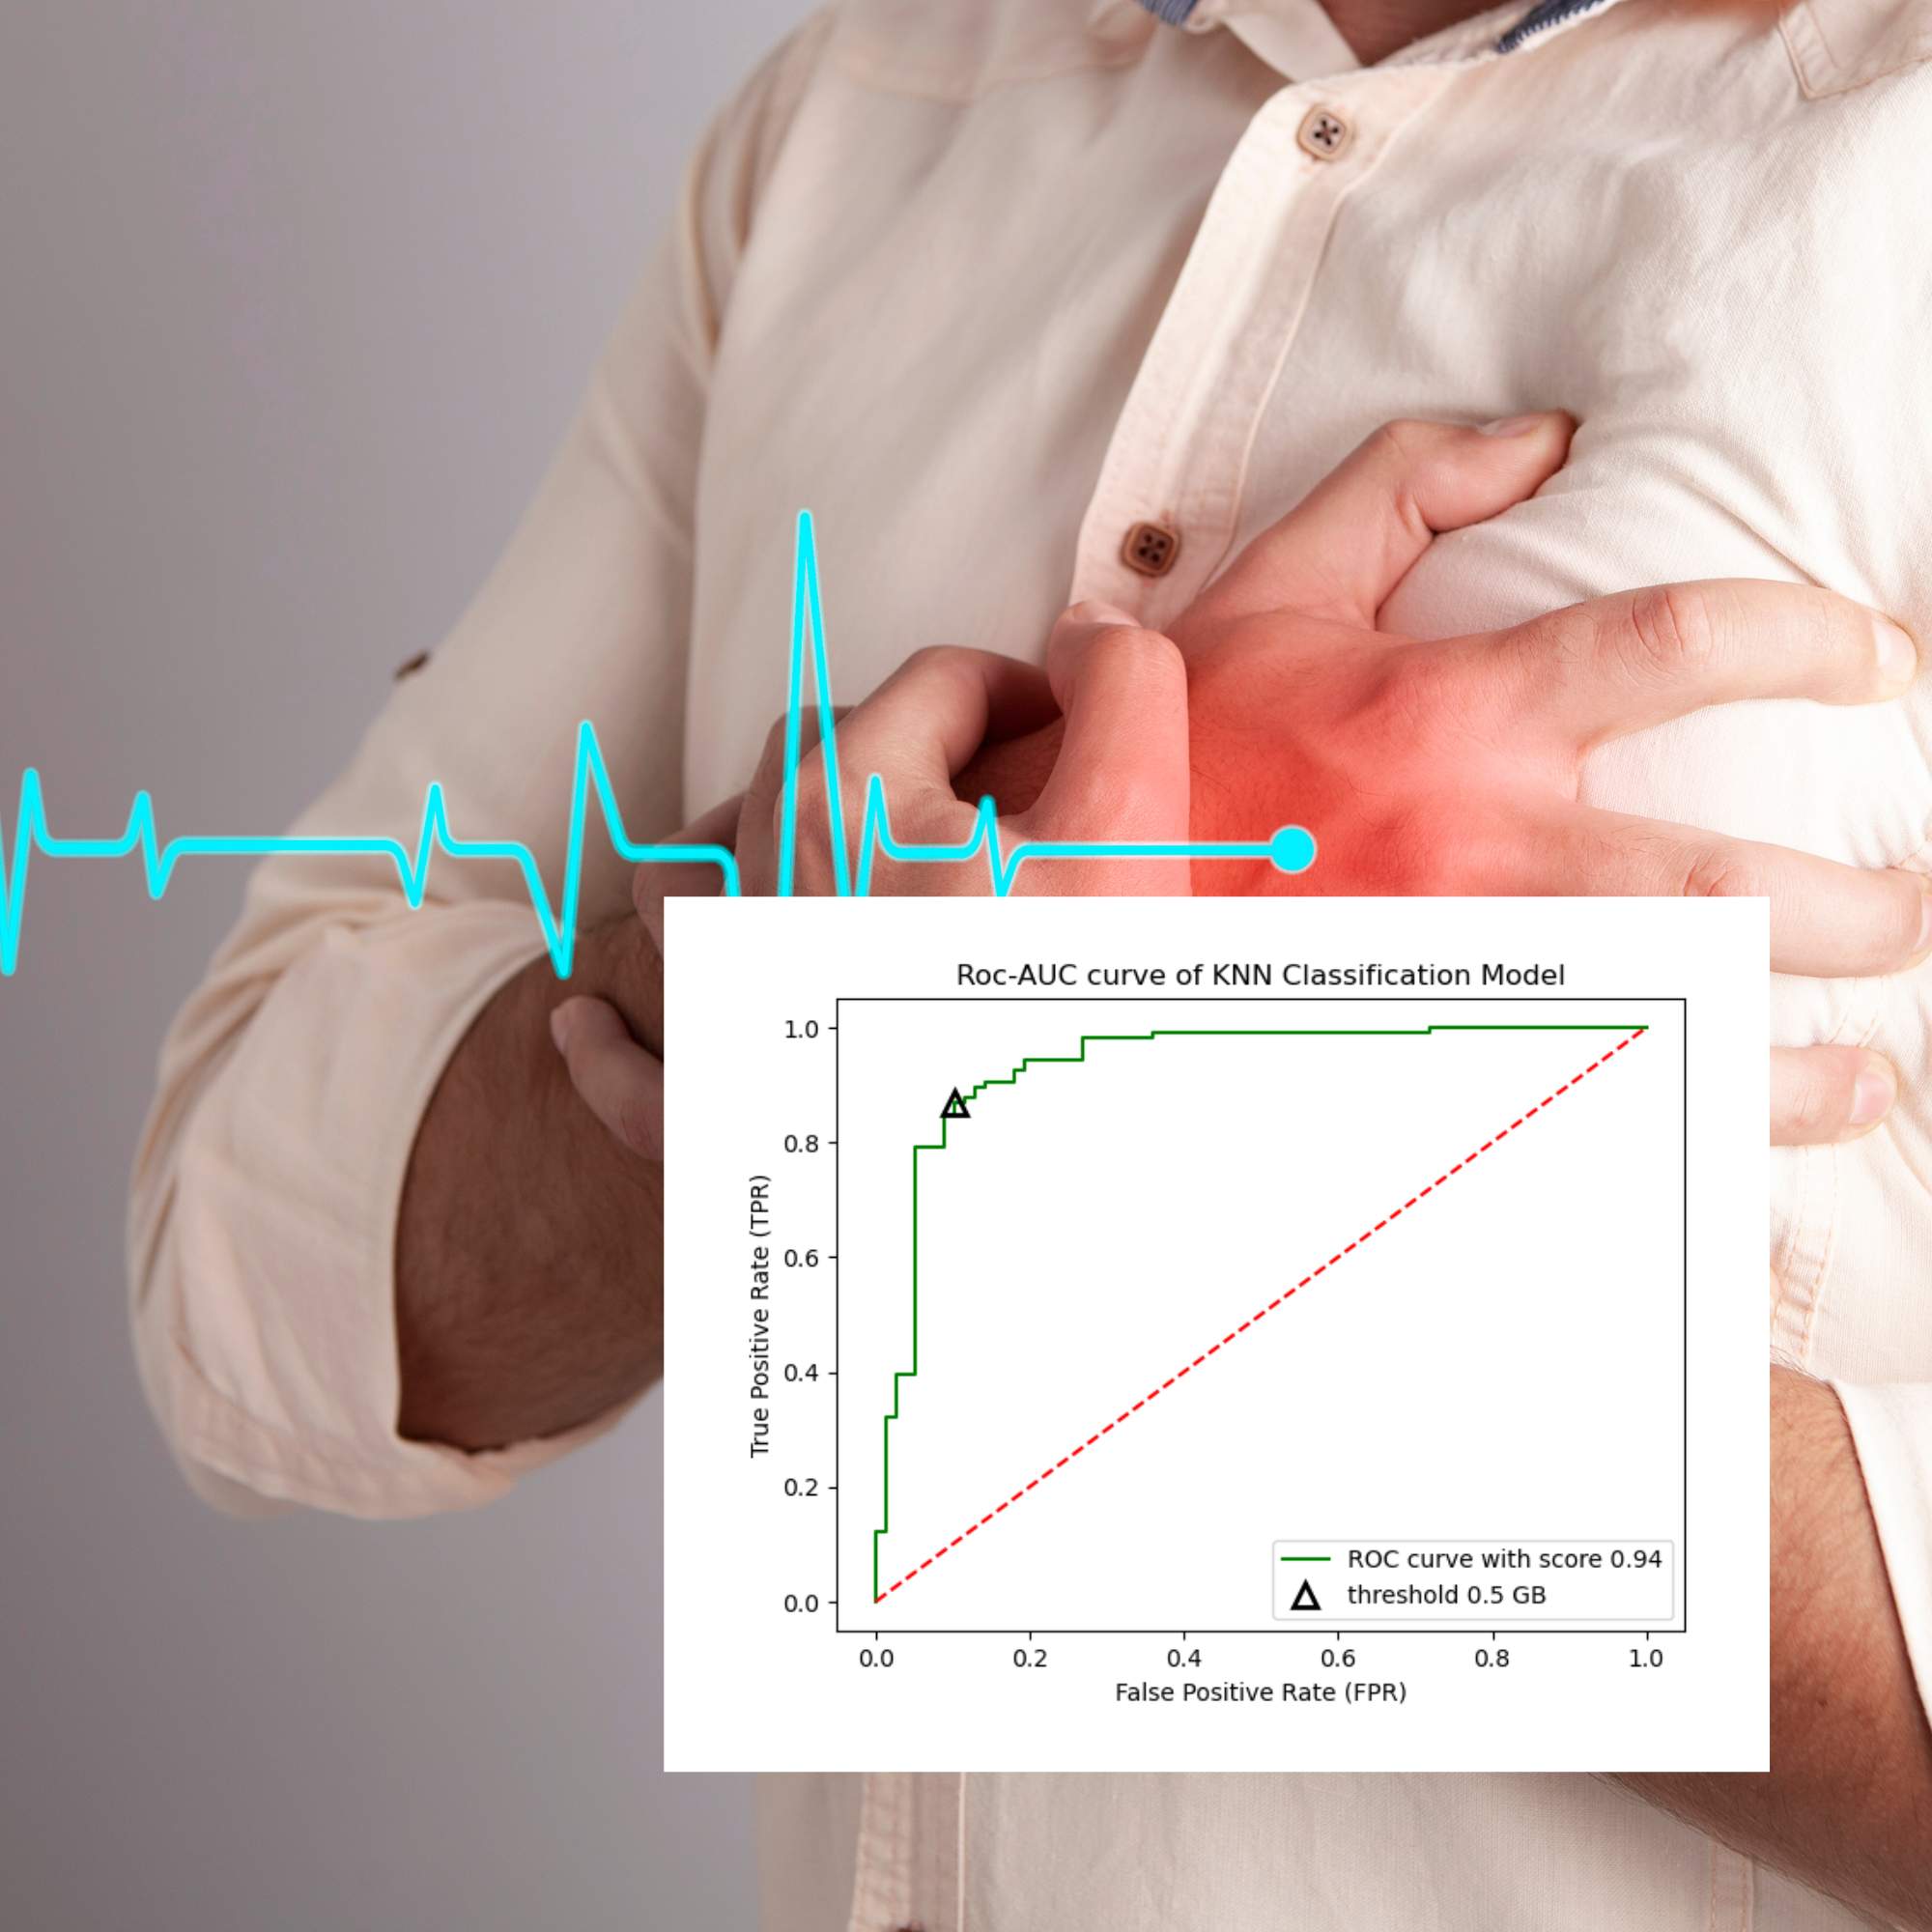 Roc-AUC curve of KNN Classification Model
1.0
0.8
0.6
0.4
0.2
0.0
True Positive Rate (TPR)
ROC curve with score 0.94
threshold 0.5 GB
0.0 0.2 0.4 0.6 0.8 1.0
False Positive Rate (FPR)